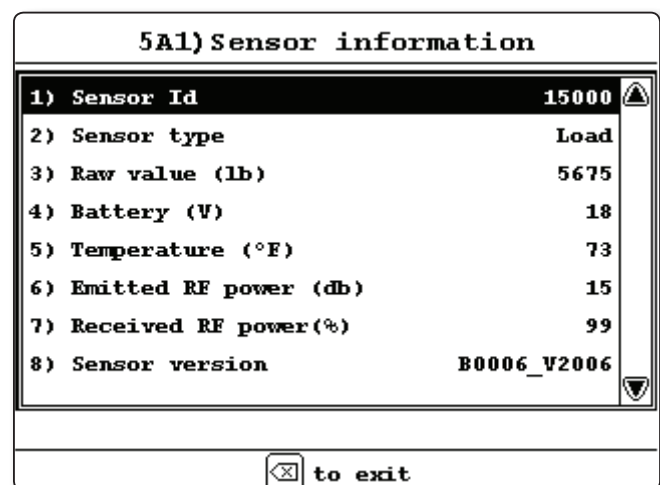 5A1) Sensor information
1) Sensor Id 15000
2) Sensor type Load
3) Raw value (lb) 5675
4) Battery (V) 18
5) Temperature (°F) 73
6) Emitted RF power (db) 15
7) Received RF power(%) 99
8) Sensor version B0006_V2006
to exit